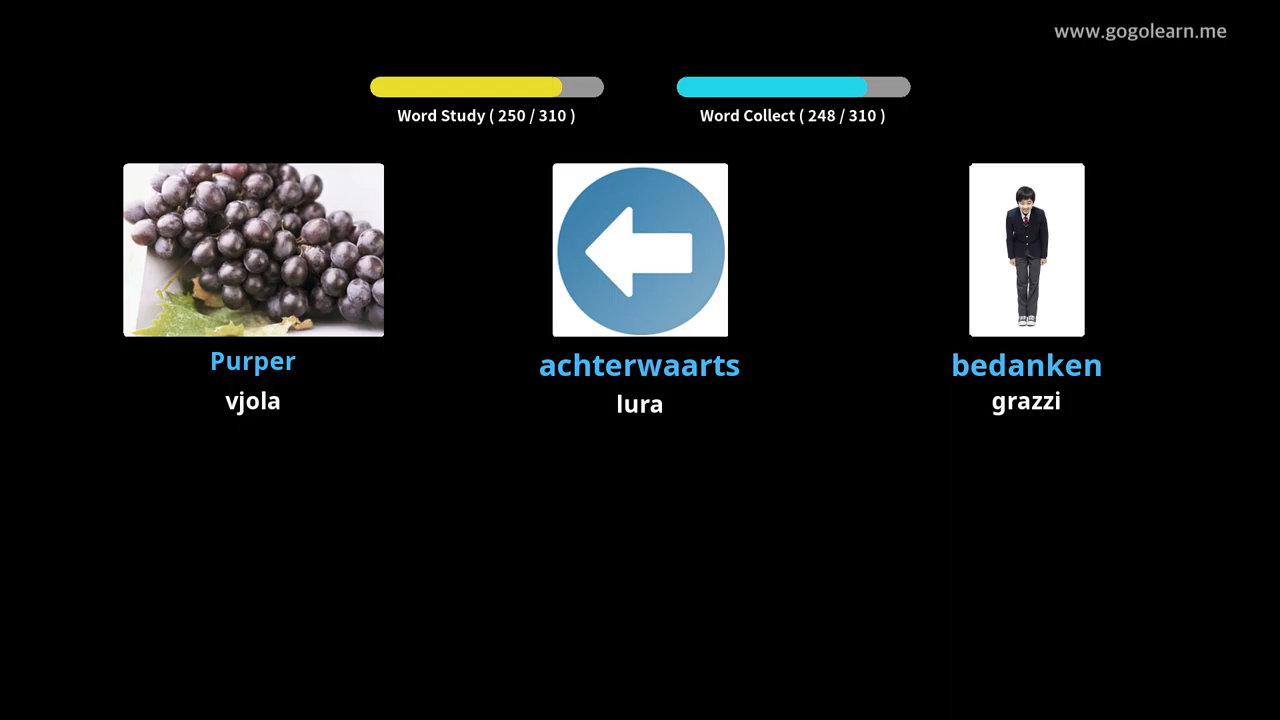 www.gogolearn.me
Word Study ( 250 / 310 )
Word Collect ( 248 / 310 )
Purper
vjola
achterwaarts
lura
bedanken
grazzi